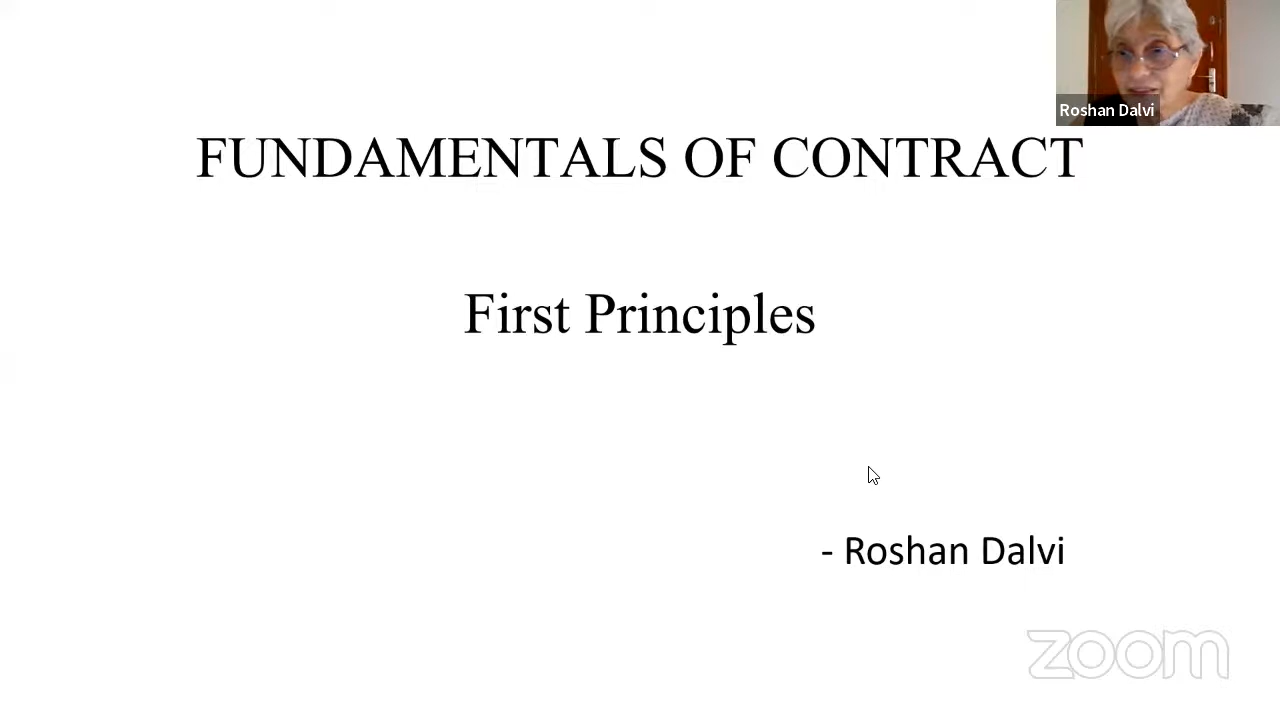 Roshan Dalvi
FUNDAMENTALS OF CONTRACT
First Principles
- Roshan Dalvi
zoom